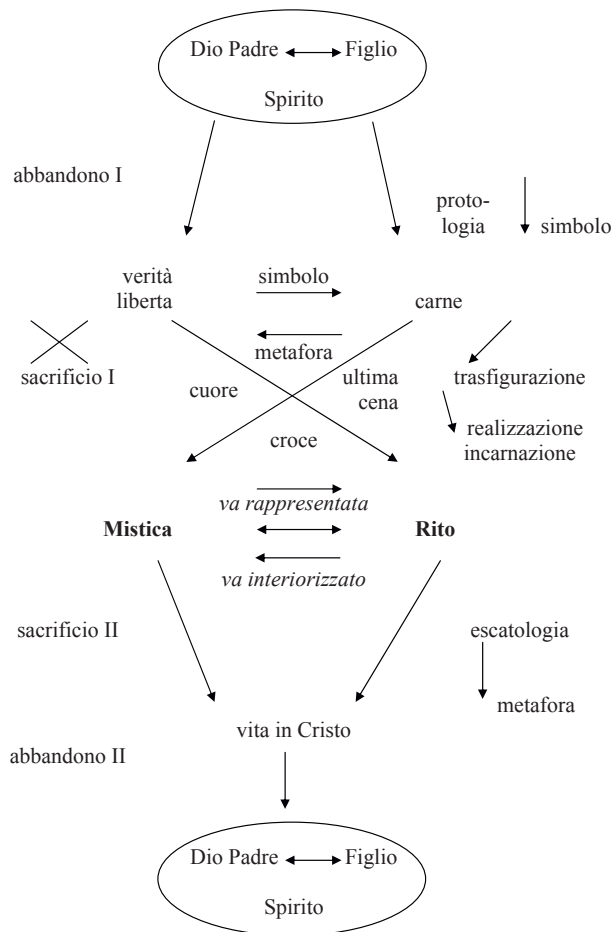 Dio Padre Figlio
Spirito
abbandono I
proto-
logia
simbolo
verità
liberta
simbolo
carne
metafora
sacrificio I
cuore
ultima
cena
trasfigurazione
croce
realizzazione
incarnazione
va rappresentata
Mistica
Rito
va interiorizzato
sacrificio II
escatologia
metafora
vita in Cristo
abbandono II
Dio Padre Figlio
Spirito